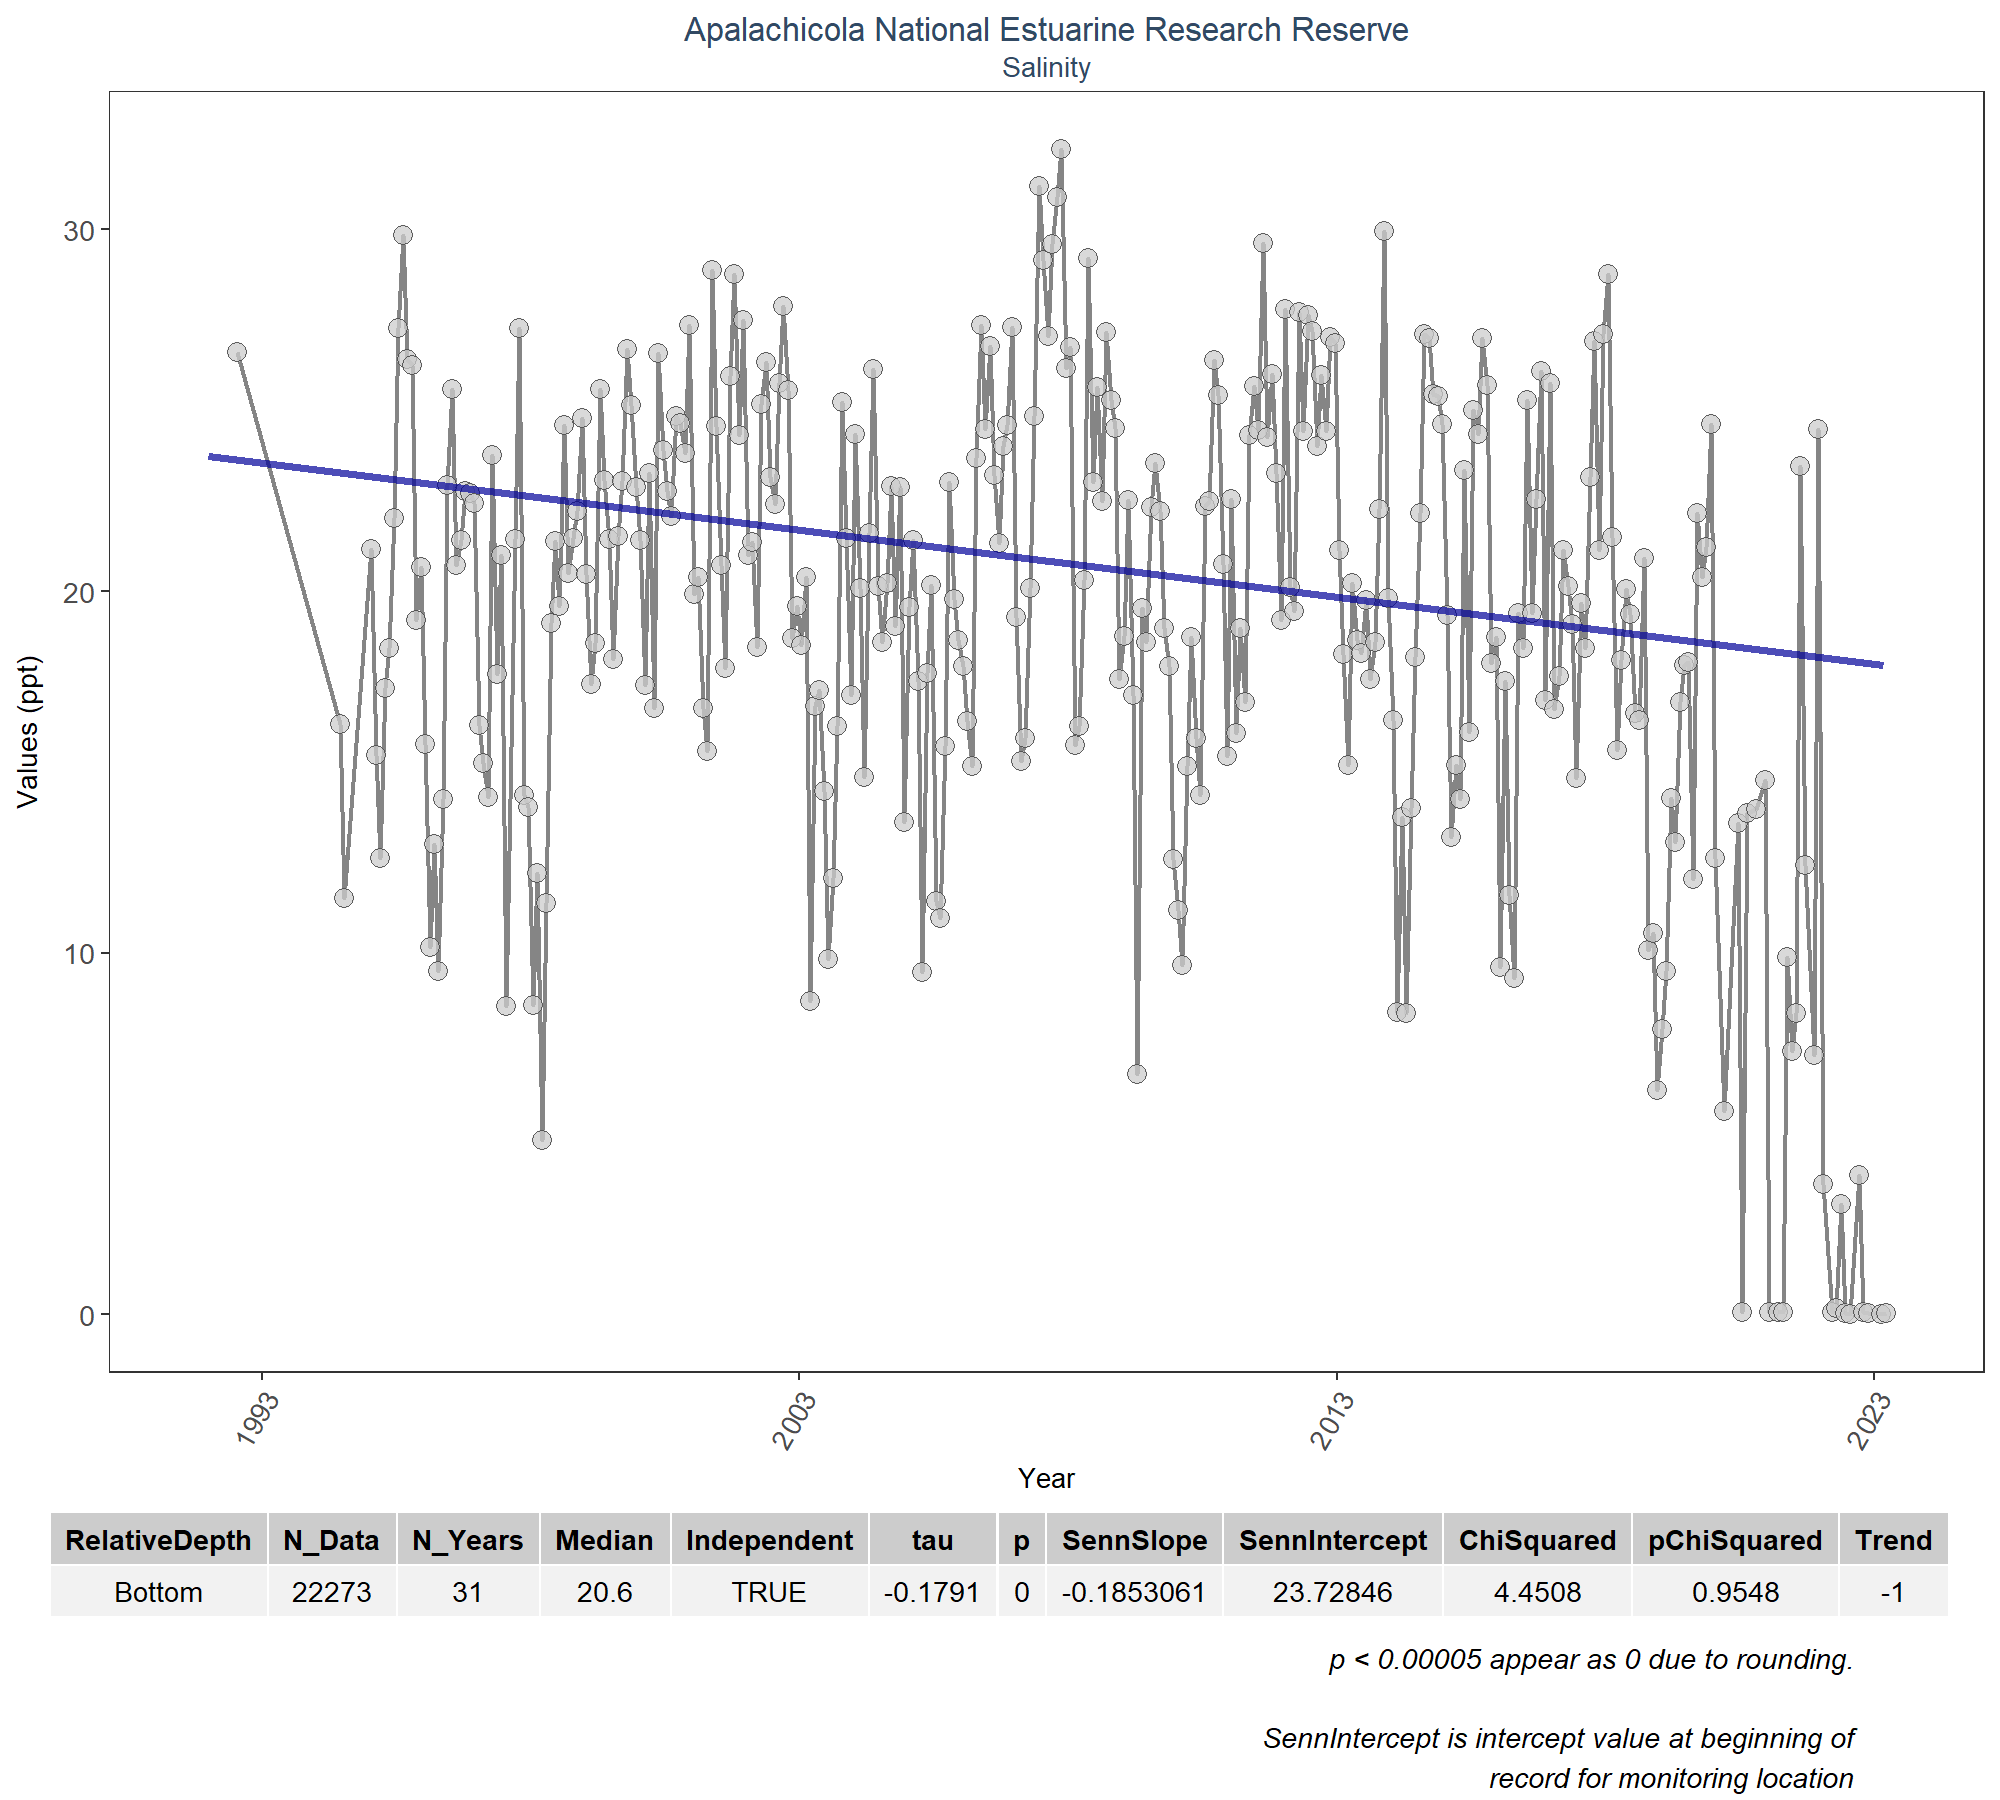 Apalachicola National Estuarine Research Reserve
Salinity
30
20
10
0
Values (ppt)
1993
2003
2013
2023
Year
RelativeDepth N_Data N_Years Median Independent tau p SennSlope SennIntercept ChiSquared pChiSquared Trend
Bottom 22273 31 20.6 TRUE -0.1791 0 -0.1853061 23.72846 4.4508 0.9548 -1
p < 0.00005 appear as 0 due to rounding.
SennIntercept is intercept value at beginning of
record for monitoring location